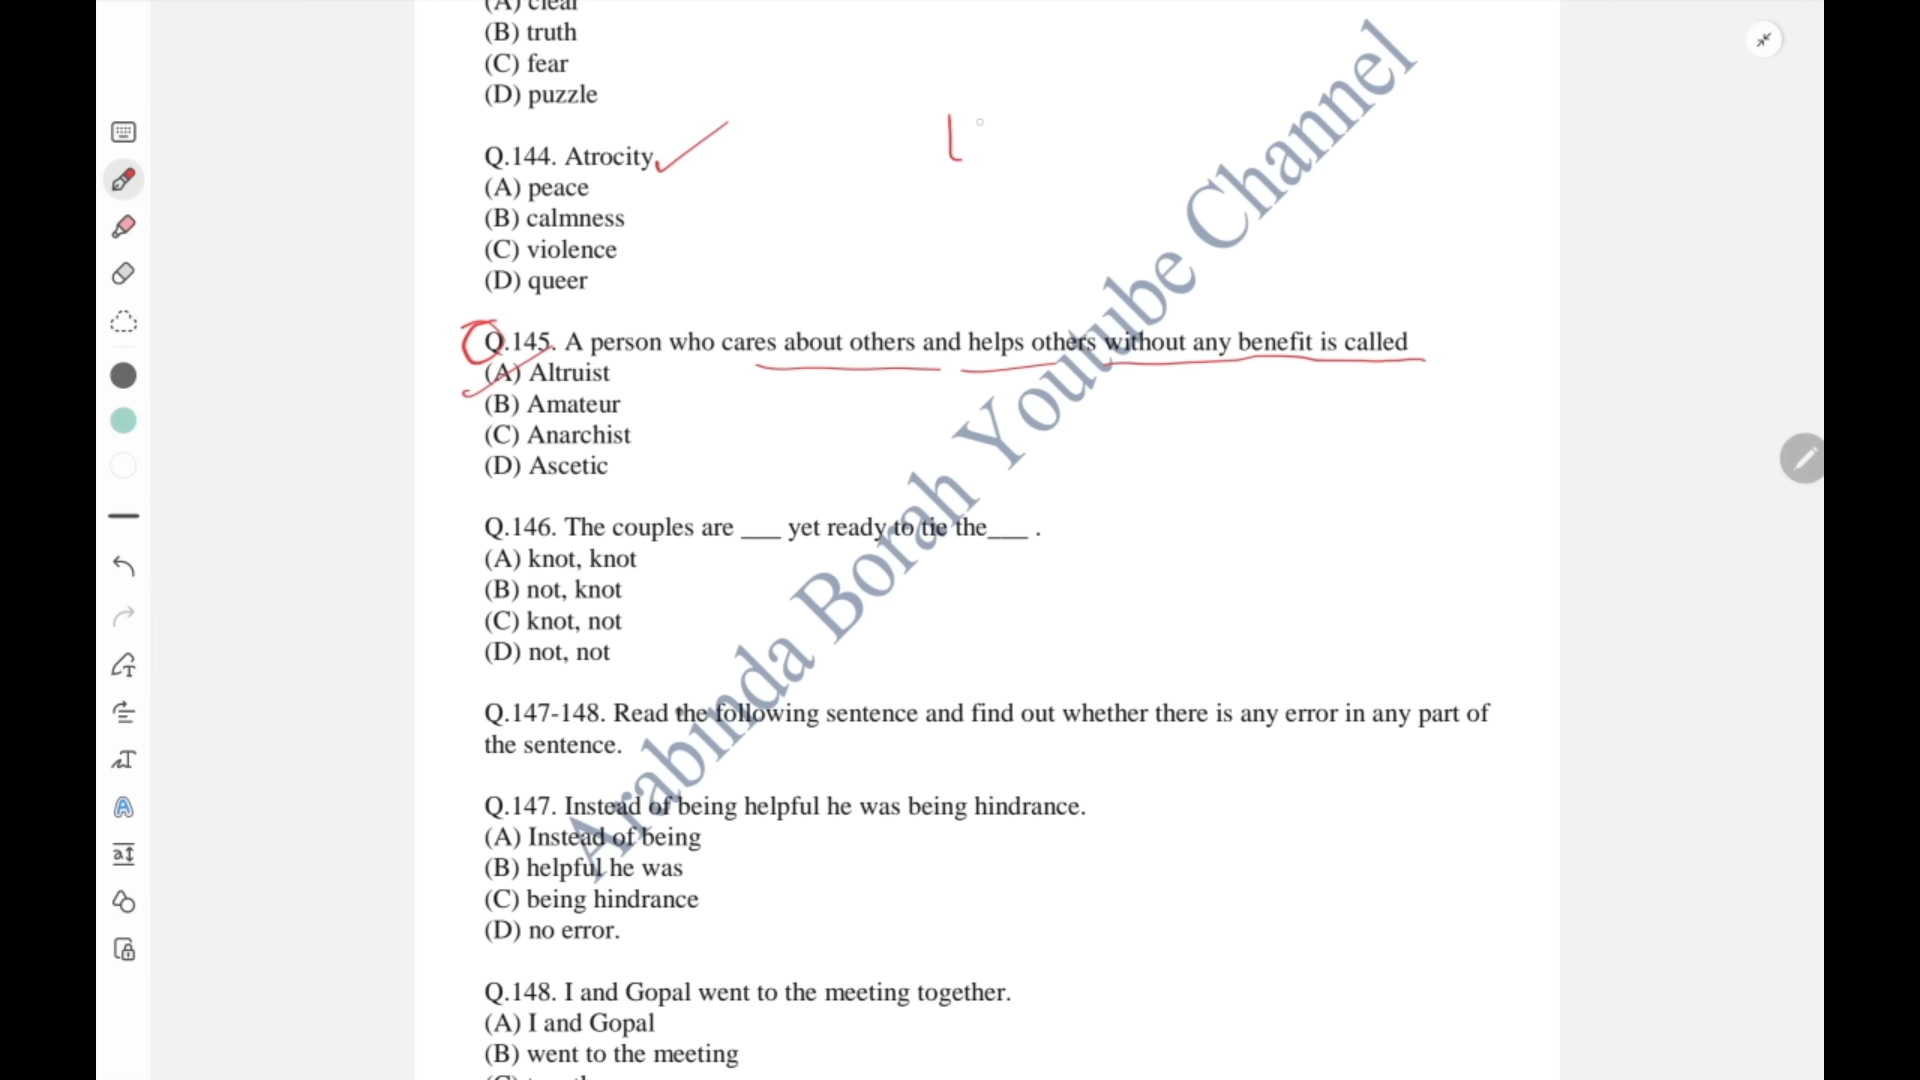 (A) clear
(B) truth
(C) fear
(D) puzzle
Q.144. Atrocity
(A) peace
(B) calmness
(C) violence
(D) queer
Q.145. A person who cares about others and helps others without any benefit is called
(A) Altruist
(B) Amateur
(C) Anarchist
(D) Ascetic
Q.146. The couples are ___ yet ready to tie the___ .
(A) knot, knot
(B) not, knot
(C) knot, not
(D) not, not
Q.147-148. Read the following sentence and find out whether there is any error in any part of
the sentence.
Q.147. Instead of being helpful he was being hindrance.
(A) Instead of being
(B) helpful he was
(C) being hindrance
(D) no error.
Q.148. I and Gopal went to the meeting together.
(A) I and Gopal
(B) went to the meeting
Arabinda Borah Youtube Channel